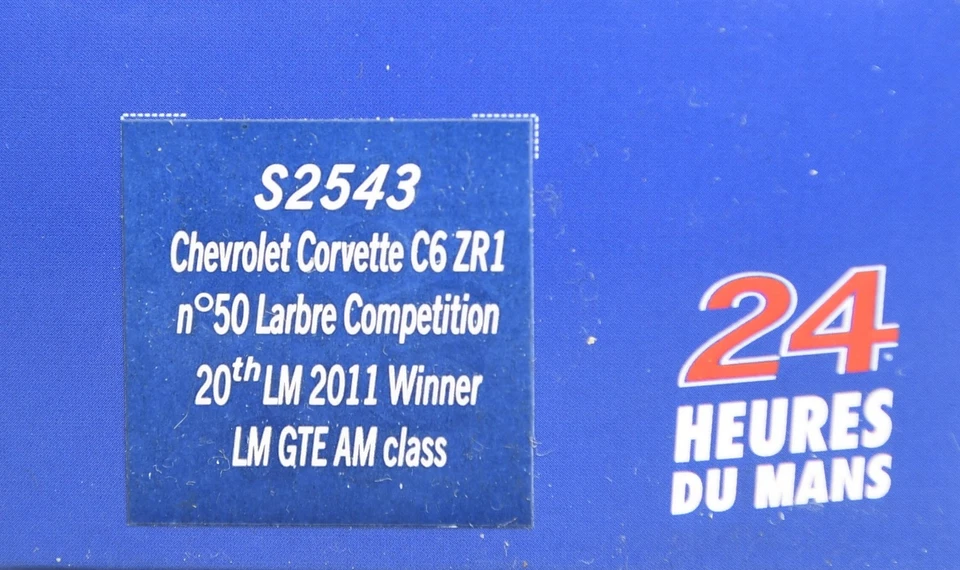 S2543
Chevrolet Corvette C6 ZR1
n°50 Larbre Competition
20th LM 2011 Winner
LM GTE AM class
24
HEURES
DU MANS